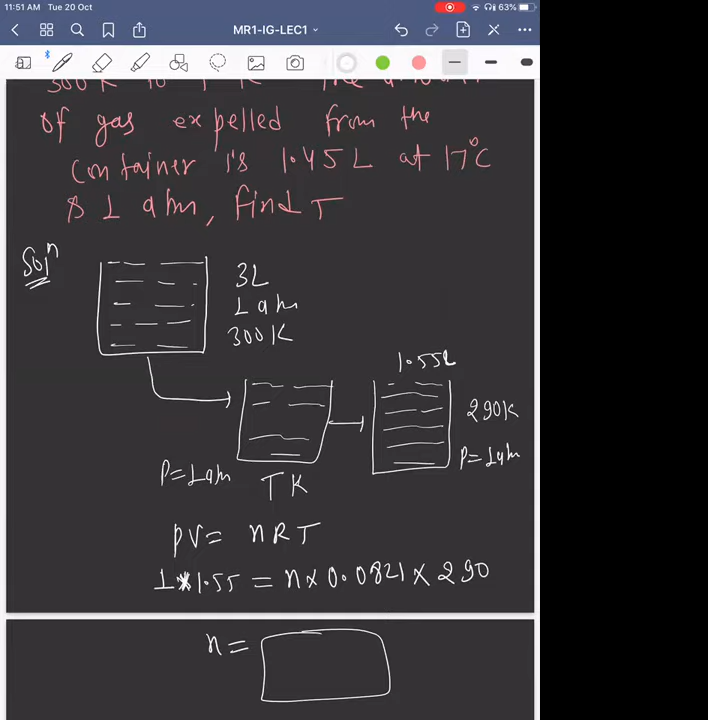 11:51 AM Tue 20 Oct
63%
MR1-IG-LEC1
of gas expelled from the
container is 1.45L at 17°C
& 1 atm, find T
Solⁿ
3L
1 atm
300K
1.55L
290K
P=1atm
P=1atm
T K
PV= nRT
1×1.55 = n×0.0821×290
n=